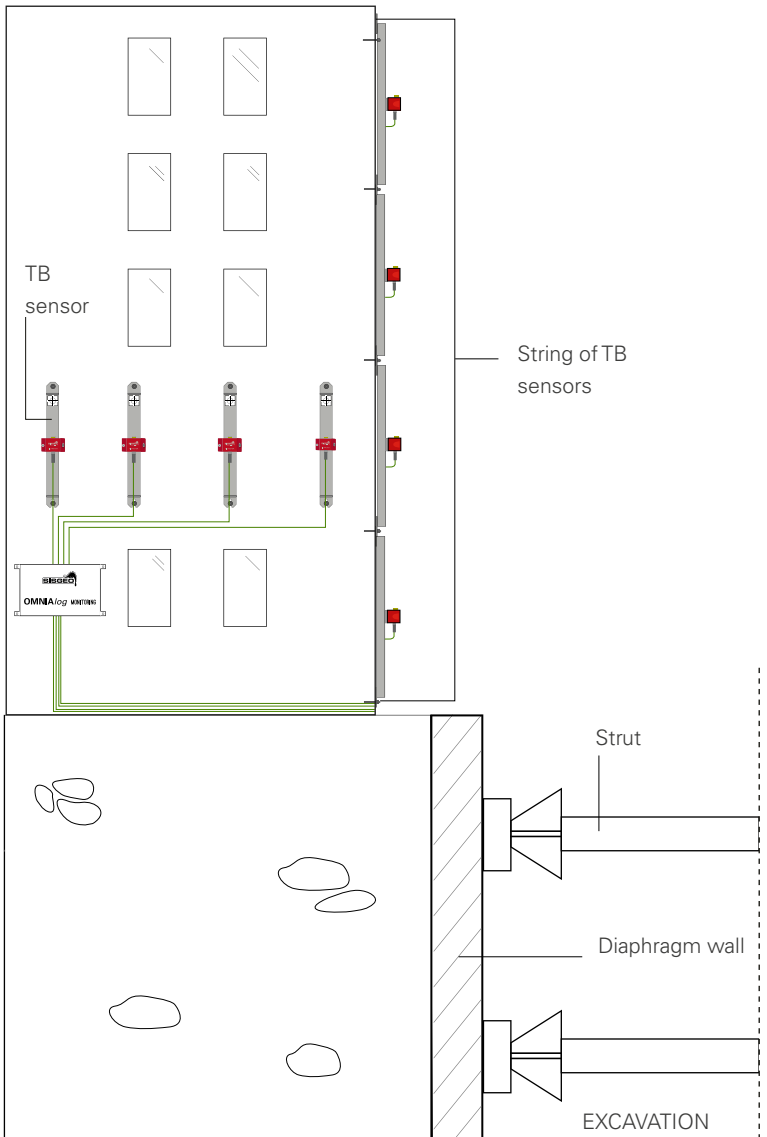 TB
sensor
String of TB
sensors
SISGEO
OMNIAlog MONITORING
Strut
Diaphragm wall
EXCAVATION